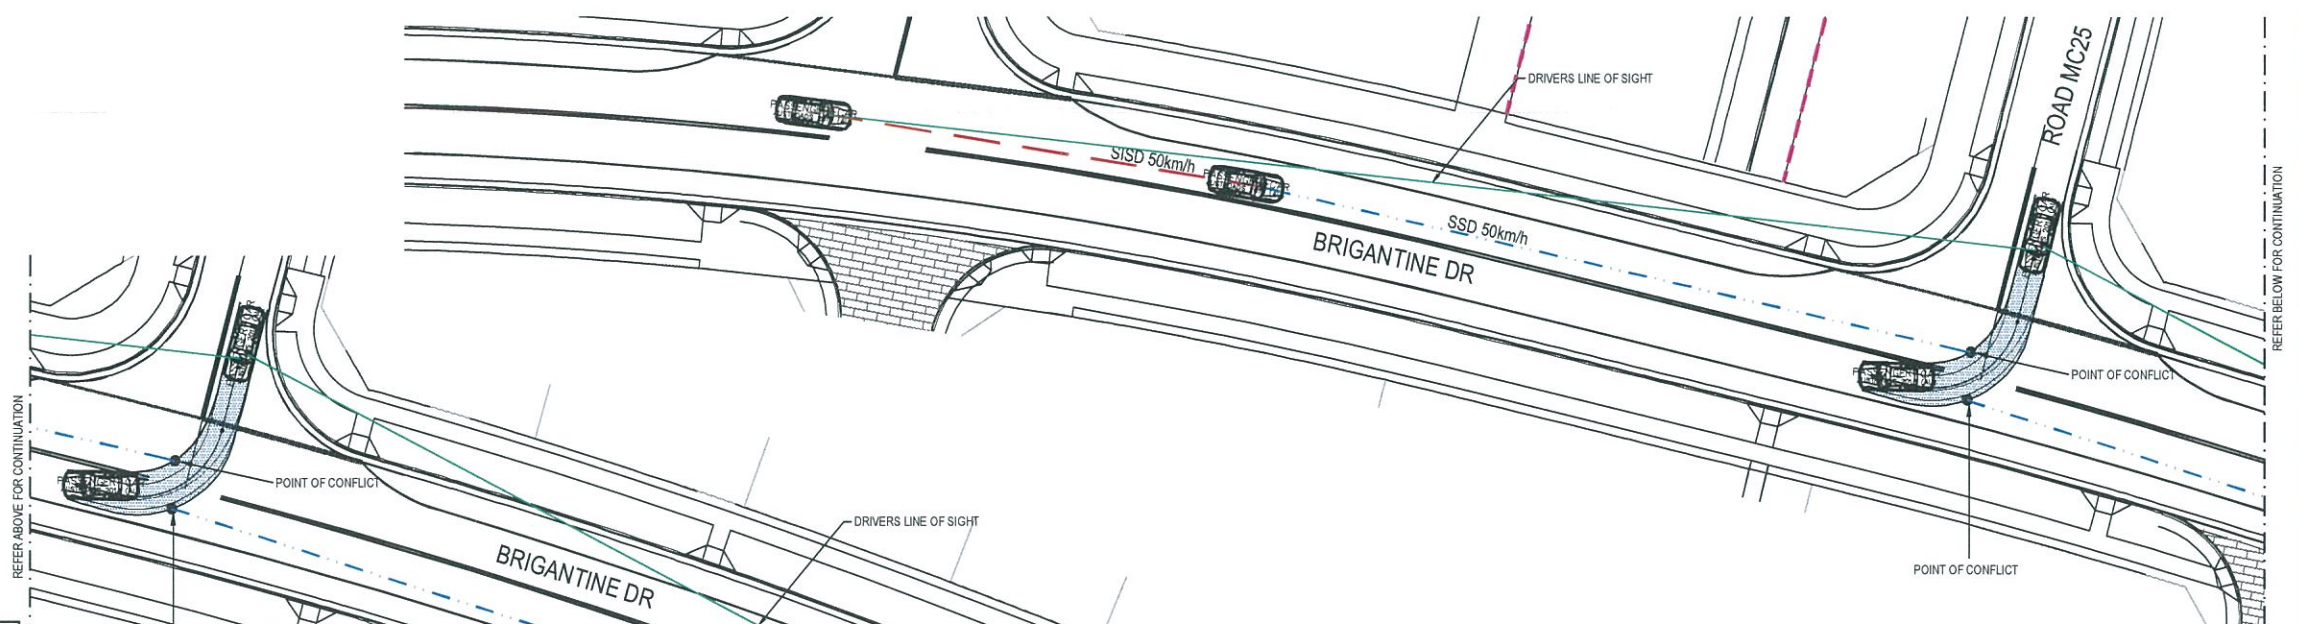 ROAD MC25
DRIVERS LINE OF SIGHT
SISD 50km/h
SSD 50km/h
BRIGANTINE DR
POINT OF CONFLICT
POINT OF CONFLICT
REFER BELOW FOR CONTINUATION
REFER ABOVE FOR CONTINUATION
POINT OF CONFLICT
DRIVERS LINE OF SIGHT
BRIGANTINE DR